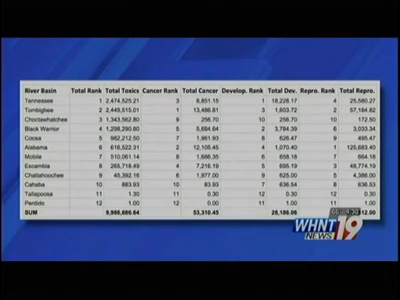 River Basin Total Rank Total Toxics Cancer Rank Total Cancer Develop. Rank Total Dev. Repro. Rank Total Repro.
Tennessee 1 2,474,525.21 3 8,651.15 1 18,228.17 4 25,580.27
Tombigbee 2 2,449,515.01 1 13,486.81 3 1,603.72 2 57,184.82
Choctawhatchee 3 1,343,562.80 9 256.70 10 256.70 10 172.50
Black Warrior 4 1,298,290.80 5 5,684.64 2 3,784.39 6 3,033.34
Coosa 5 982,212.50 7 1,961.93 8 626.47 9 495.47
Alabama 6 616,522.31 2 12,105.45 4 1,070.49 1 125,683.40
Mobile 7 510,061.14 8 1,686.35 6 658.18 7 664.18
Escambia 8 265,718.49 4 7,216.19 5 695.19 3 48,774.19
Chattahoochee 9 45,392.16 6 1,977.00 9 625.00 5 4,386.00
Cahaba 10 883.93 10 83.93 7 636.54 8 636.53
Tallapoosa 11 1.30 11 0.30 12 0.30 11 0.30
Perdido 12 1.00 12 0.00 11 1.00 12 1.00
SUM 9,986,686.64 53,310.45 28,186.06
WHNT 19
NEWS